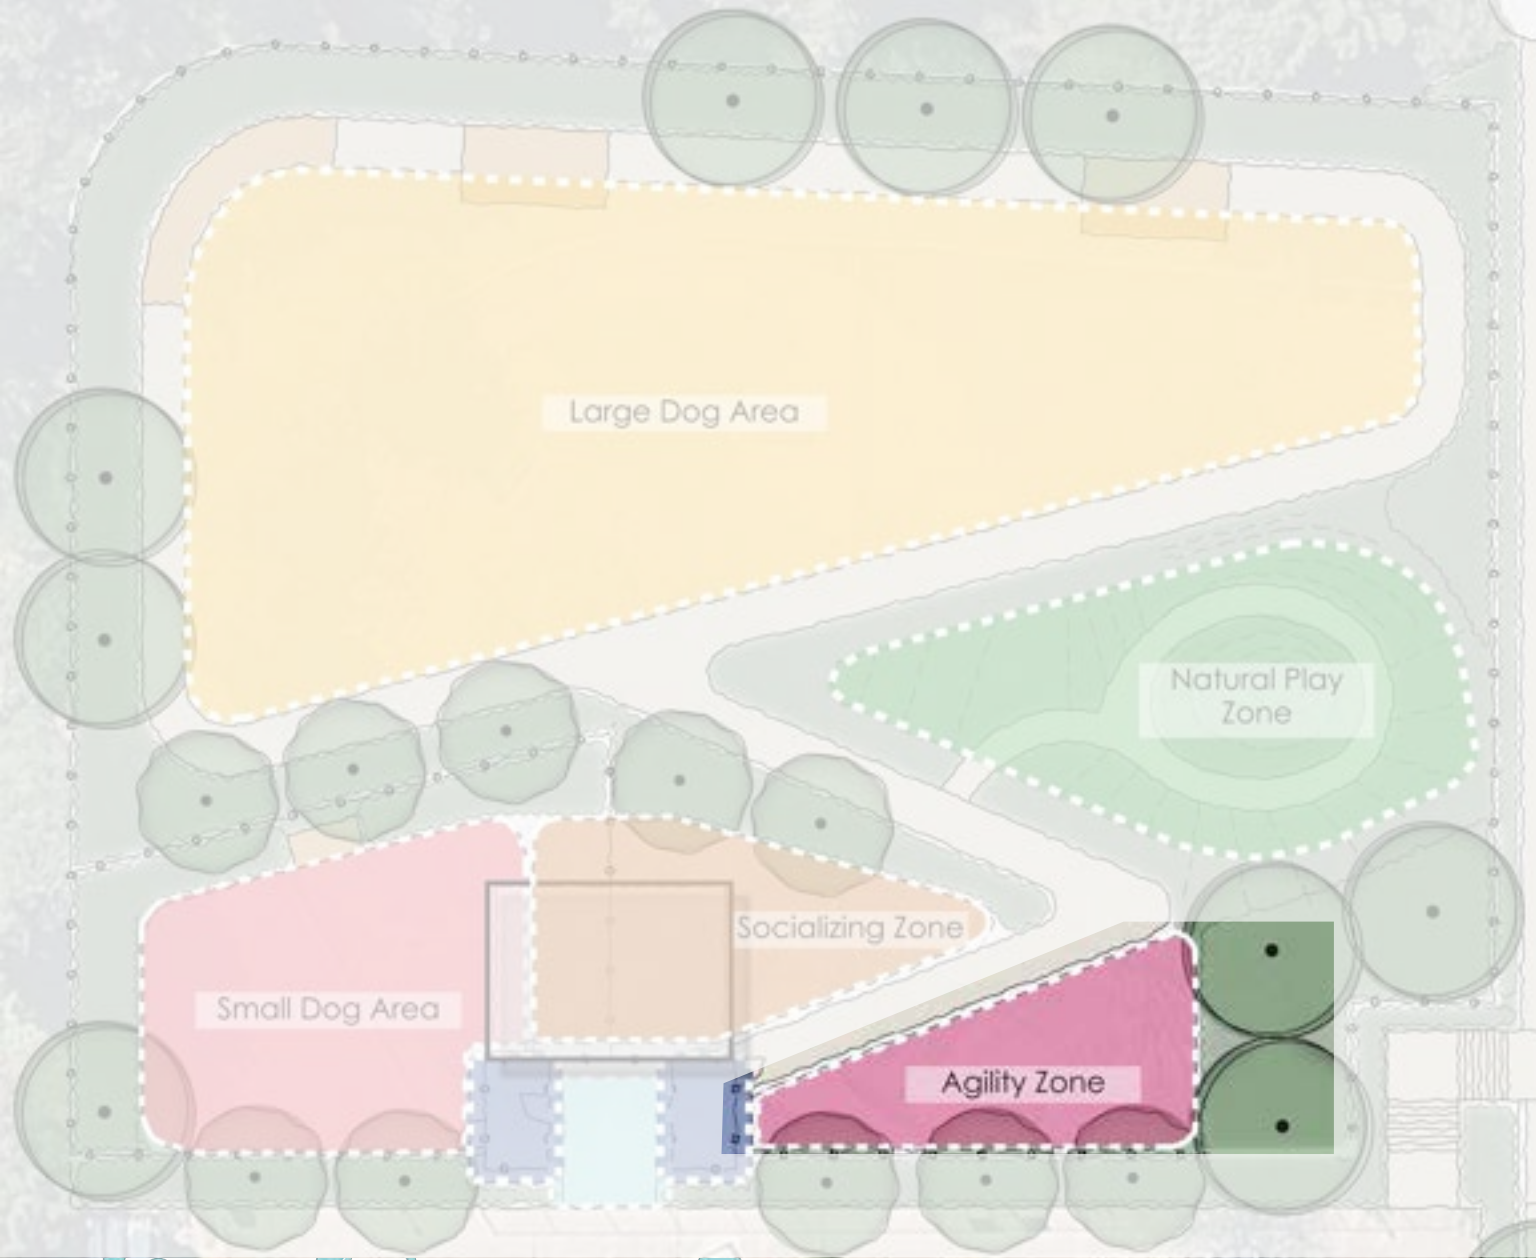 Large Dog Area
Natural Play
Zone
Socializing Zone
Small Dog Area
Agility Zone